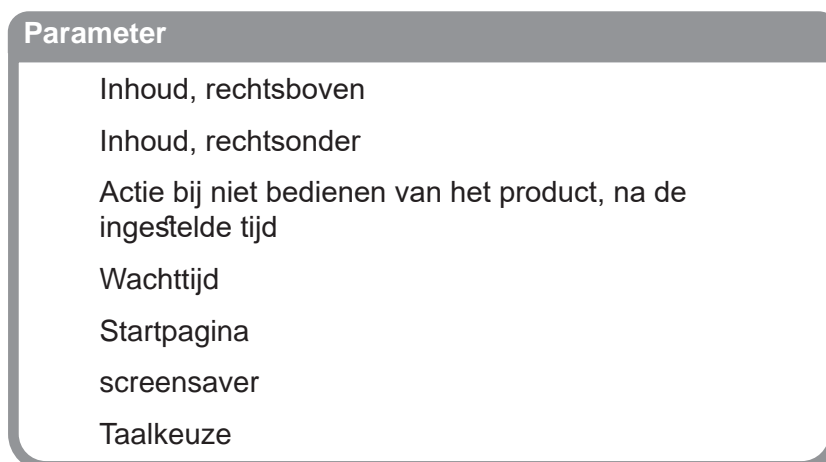 Parameter
Inhoud, rechtsboven
Inhoud, rechtsonder
Actie bij niet bedienen van het product, na de
ingestelde tijd
Wachttijd
Startpagina
screensaver
Taalkeuze